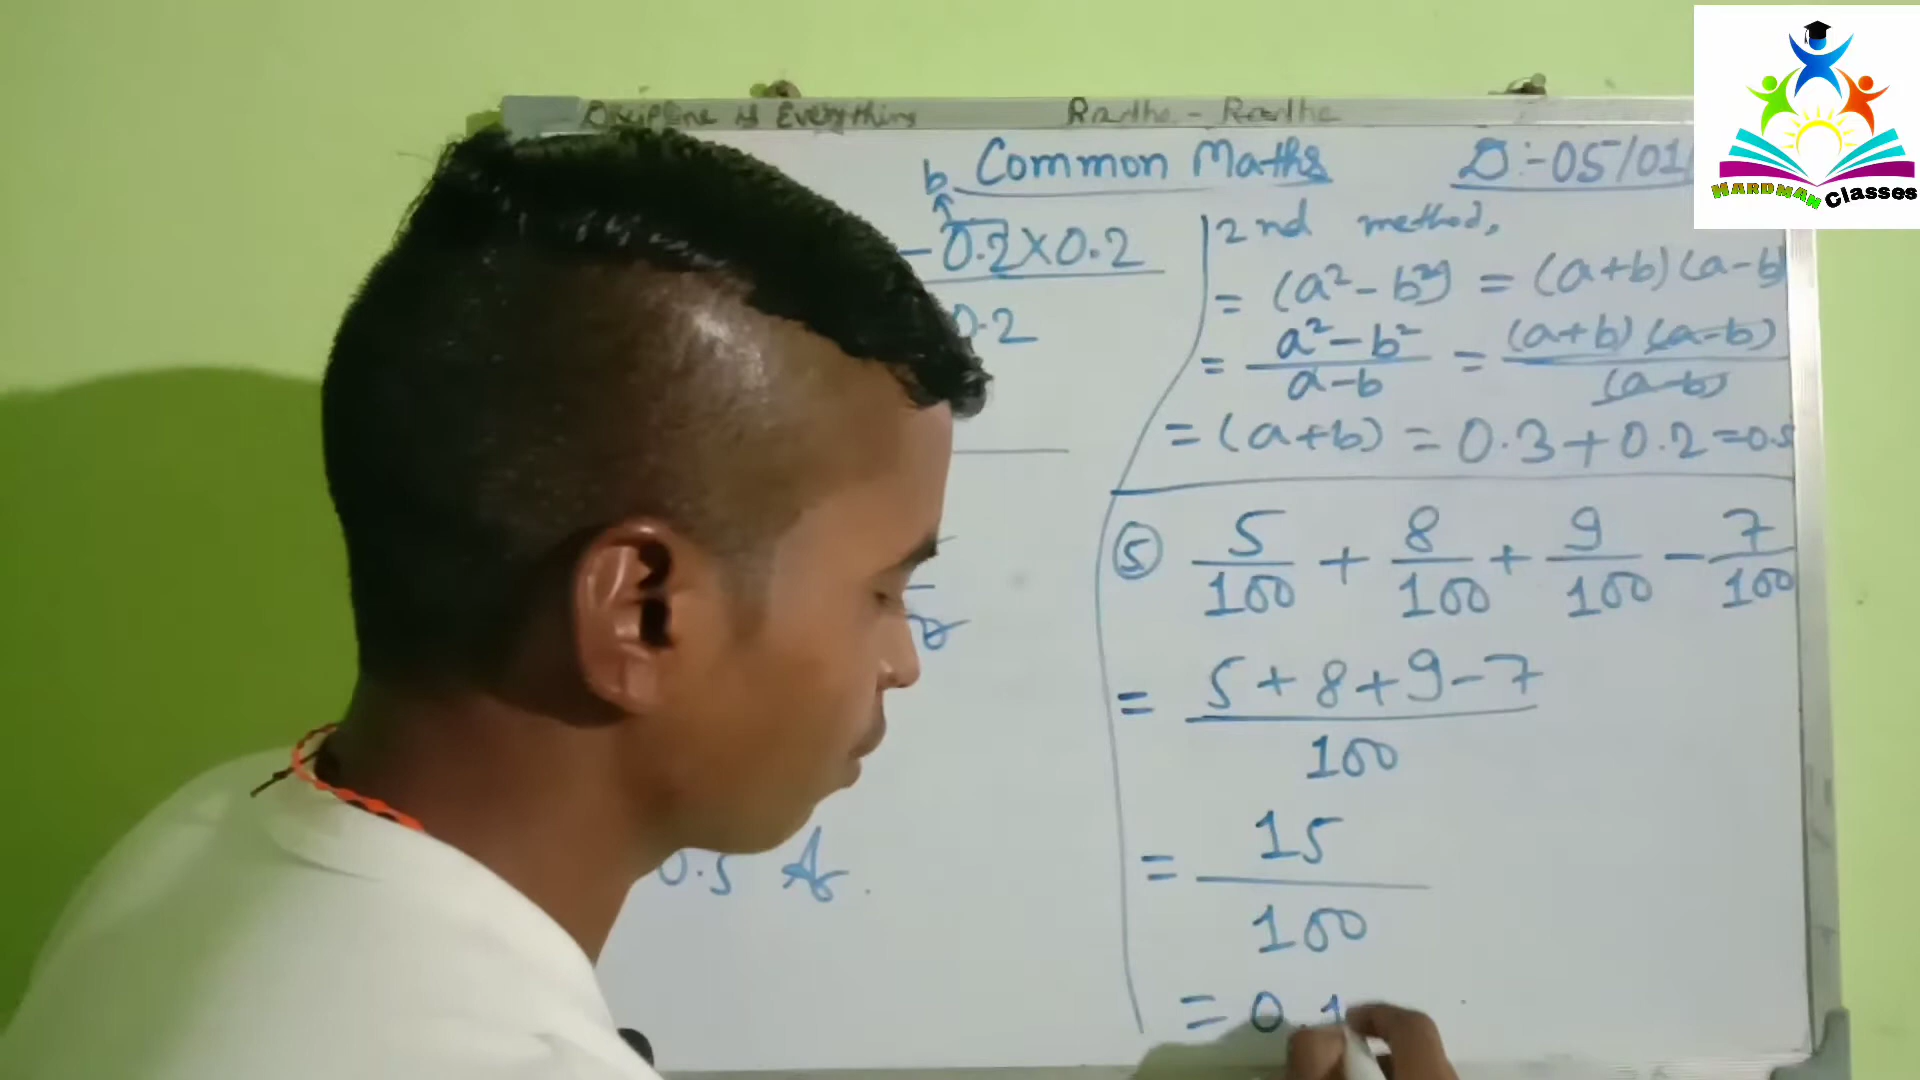 Discipline is Everything Radhe - Radhe
Common Maths D:-05/01
HARDMAN Classes
b
- 0.2×0.2
0.2
2nd method,
= (a² - b²) = (a+b)(a-b)
= a² - b² / a-b = (a+b)(a-b) / (a-b)
= (a+b) = 0.3 + 0.2 = 0.5
0.5
⑤ 5/100 + 8/100 + 9/100 - 7/100
= 5+8+9-7 / 100
= 15 / 100
= 0.1